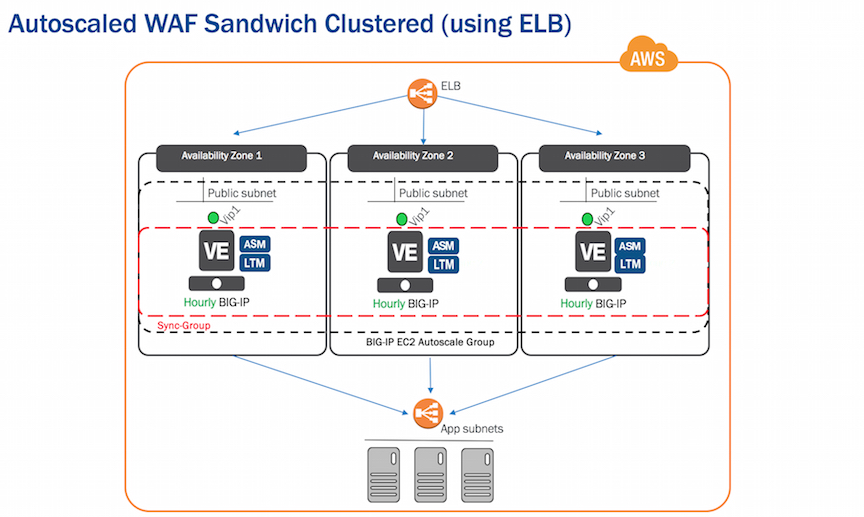 Autoscaled WAF Sandwich Clustered (using ELB)
AWS
ELB
Availability Zone 1
Availability Zone 2
Availability Zone 3
Public subnet
Public subnet
Public subnet
Vip1
Vip1
Vip1
VE
ASM
LTM
VE
ASM
LTM
VE
ASM
LTM
Hourly BIG-IP
Hourly BIG-IP
Hourly BIG-IP
Sync-Group
BIG-IP EC2 Autoscale Group
App subnets